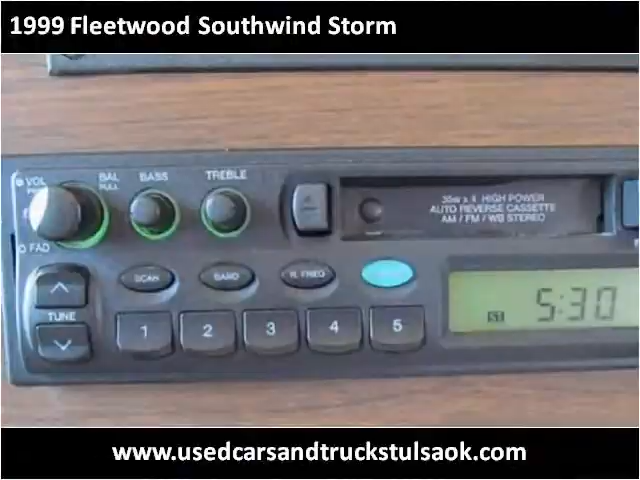 1999 Fleetwood Southwind Storm
VOL
BAL
BASS
TREBLE
PULL
FAD
35w x 4 HIGH POWER
AUTO REVERSE CASSETTE
AM / FM / WB STEREO
SCAN
BAND
TUNE
5:30
ST
1 2 3 4 5
www.usedcarsandtruckstulsaok.com